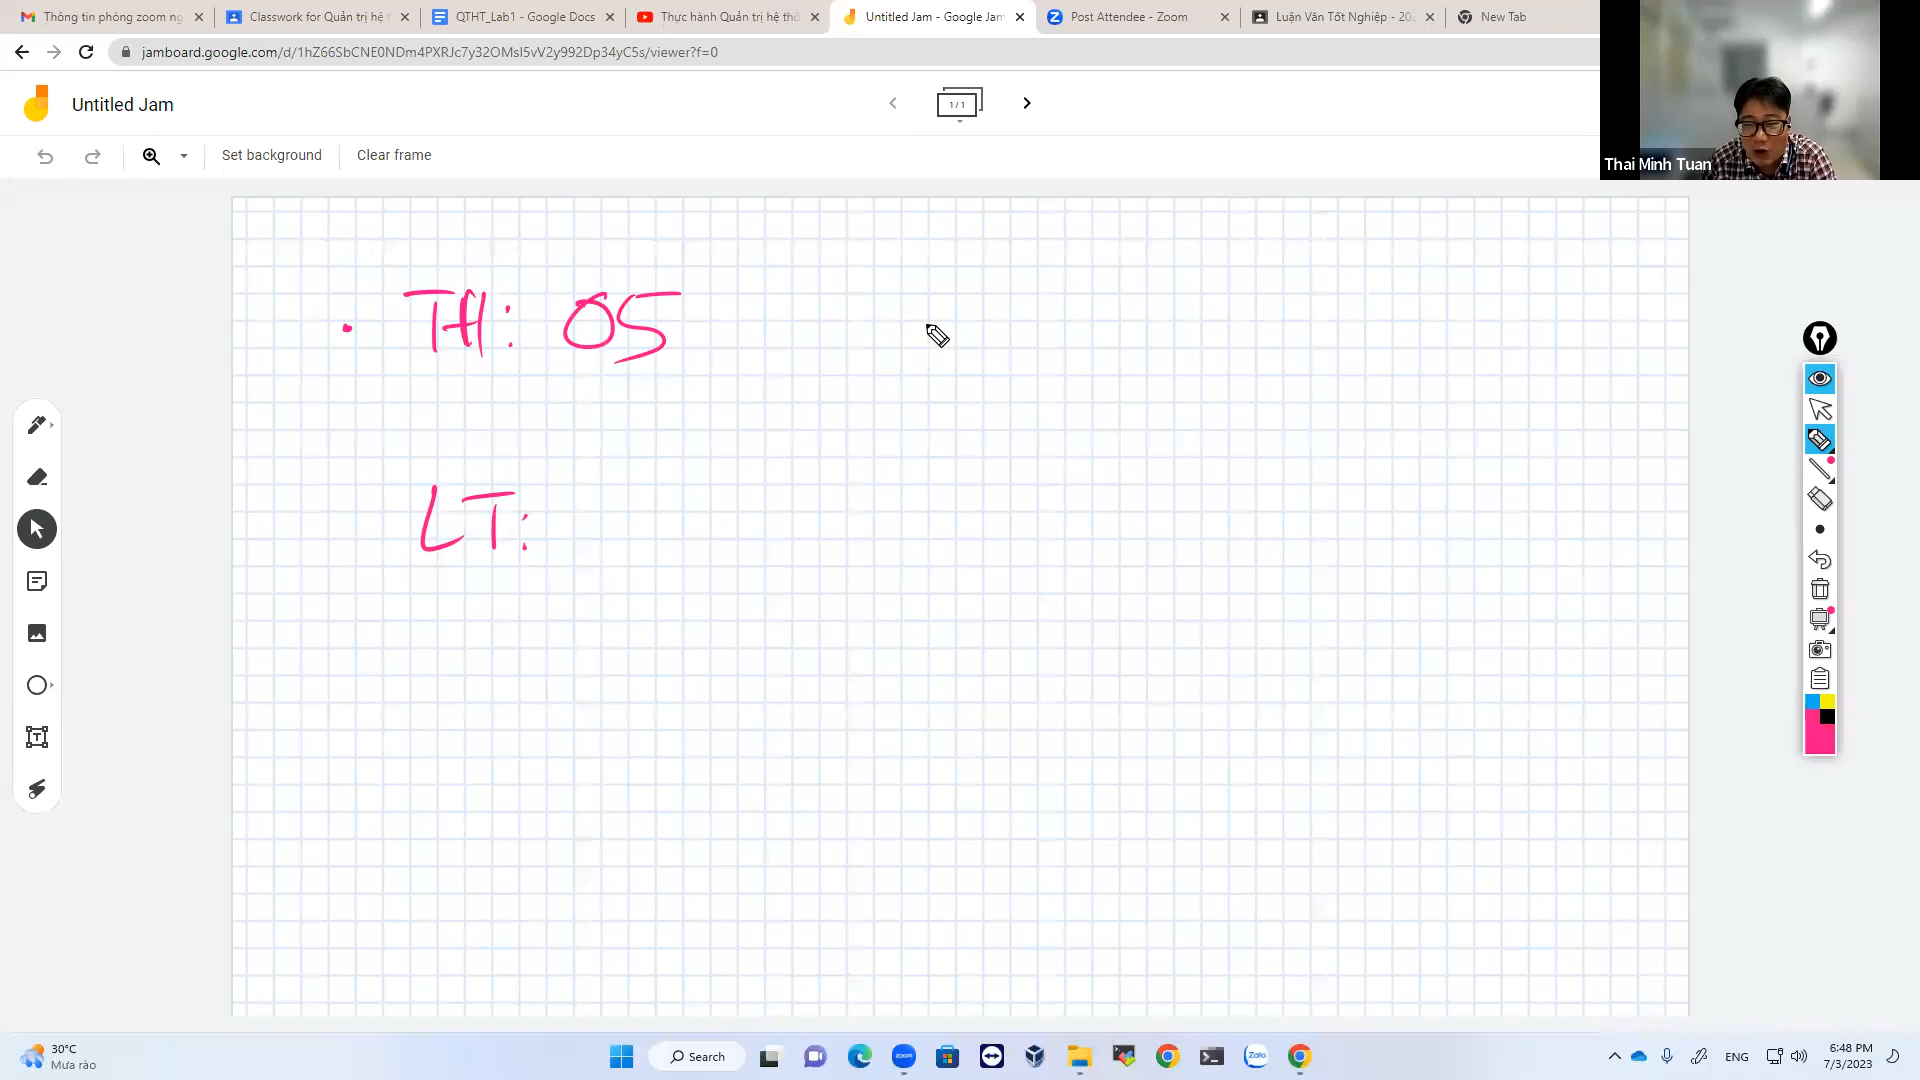 Thông tin phòng zoom ng
Classwork for Quản trị hệ t
QTHT_Lab1 - Google Docs
Thực hành Quản trị hệ thố
Untitled Jam - Google Jam
Post Attendee - Zoom
Luận Văn Tốt Nghiệp - 20
New Tab
jamboard.google.com/d/1hZ66SbCNE0NDm4PXRJc7y32OMsI5vV2y992Dp34yC5s/viewer?f=0
Untitled Jam
1 / 1
Set background
Clear frame
Thai Minh Tuan
• TH: 05
LT:
30°C
Mưa rào
Search
zoom
Zalo
ENG
6:48 PM
7/3/2023